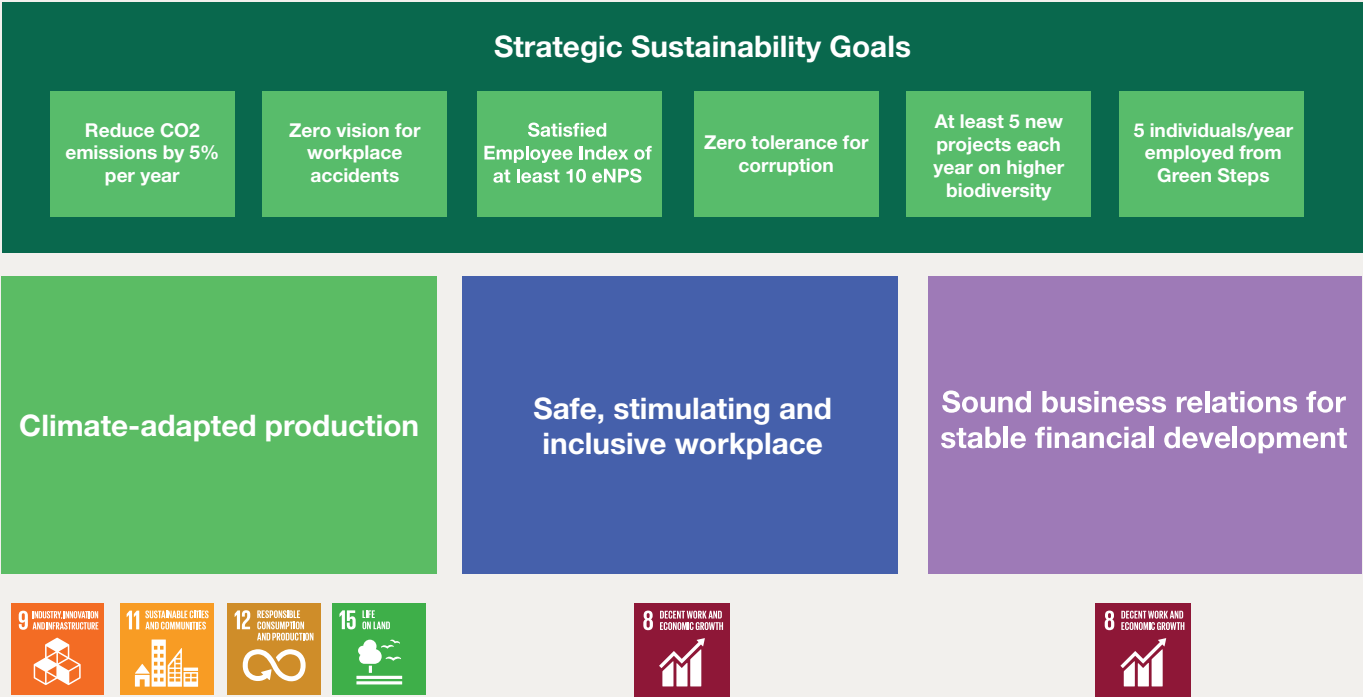 Strategic Sustainability Goals
Reduce CO2
emissions by 5%
per year
Zero vision for
workplace
accidents
Satisfied
Employee Index of
at least 10 eNPS
Zero tolerance for
corruption
At least 5 new
projects each
year on higher
biodiversity
5 individuals/year
employed from
Green Steps
Climate-adapted production
Safe, stimulating and
inclusive workplace
Sound business relations for
stable financial development
9 INDUSTRY, INNOVATION
AND INFRASTRUCTURE
11 SUSTAINABLE CITIES
AND COMMUNITIES
12 RESPONSIBLE
CONSUMPTION
AND PRODUCTION
15 LIFE
ON LAND
8 DECENT WORK AND
ECONOMIC GROWTH
8 DECENT WORK AND
ECONOMIC GROWTH